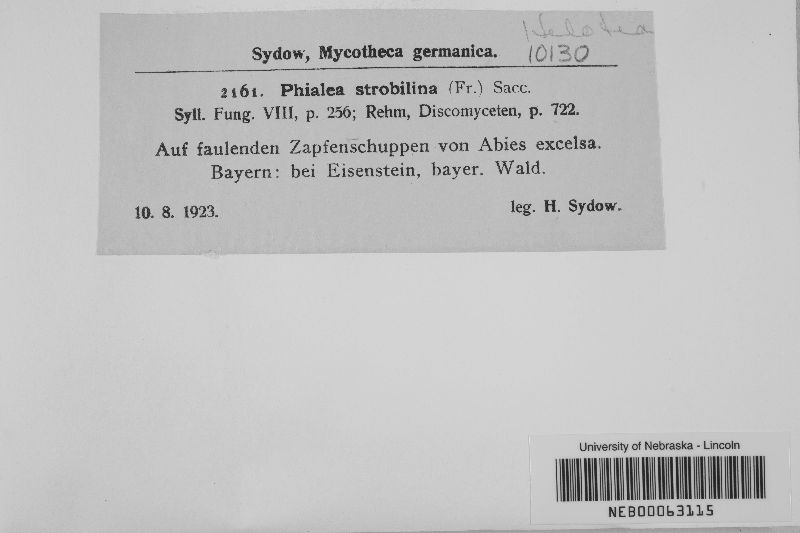 Helotea
10130
Sydow, Mycotheca germanica.
2161. Phialea strobilina (Fr.) Sacc.
Syll. Fung. VIII, p. 256; Rehm, Discomyceten, p. 722.
Auf faulenden Zapfenschuppen von Abies excelsa.
Bayern: bei Eisenstein, bayer. Wald.
10. 8. 1923. leg. H. Sydow.
University of Nebraska - Lincoln
NEB00063115